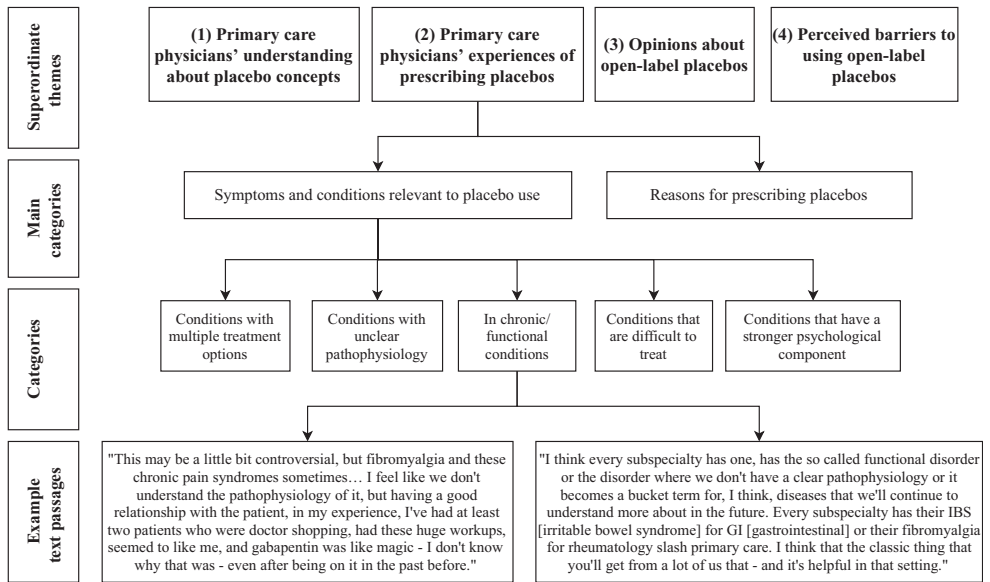 Superordinate
themes
(1) Primary care
physicians' understanding
about placebo concepts
(2) Primary care
physicians' experiences of
prescribing placebos
(3) Opinions about
open-label placebos
(4) Perceived barriers to
using open-label
placebos
Main
categories
Symptoms and conditions relevant to placebo use
Reasons for prescribing placebos
Categories
Conditions with
multiple treatment
options
Conditions with
unclear
pathophysiology
In chronic/
functional
conditions
Conditions that
are difficult to
treat
Conditions that have a
stronger psychological
component
Example
text passages
"This may be a little bit controversial, but fibromyalgia and these
chronic pain syndromes sometimes… I feel like we don't
understand the pathophysiology of it, but having a good
relationship with the patient, in my experience, I've had at least
two patients who were doctor shopping, had these huge workups,
seemed to like me, and gabapentin was like magic - I don't know
why that was - even after being on it in the past before."
"I think every subspecialty has one, has the so called functional disorder
or the disorder where we don't have a clear pathophysiology or it
becomes a bucket term for, I think, diseases that we'll continue to
understand more about in the future. Every subspecialty has their IBS
[irritable bowel syndrome] for GI [gastrointestinal] or their fibromyalgia
for rheumatology slash primary care. I think that the classic thing that
you'll get from a lot of us that - and it's helpful in that setting."